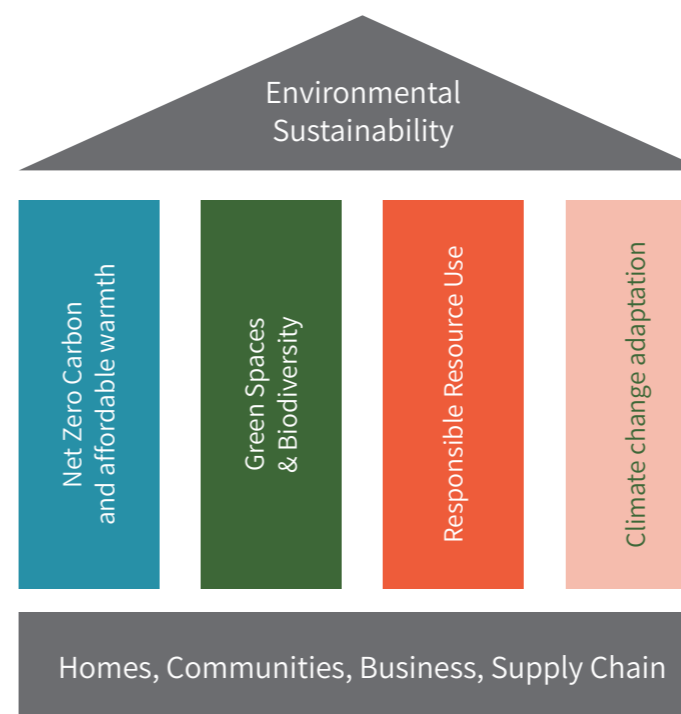 Environmental
Sustainability
Net Zero Carbon
and affordable warmth
Green Spaces
& Biodiversity
Responsible Resource Use
Climate change adaptation
Homes, Communities, Business, Supply Chain